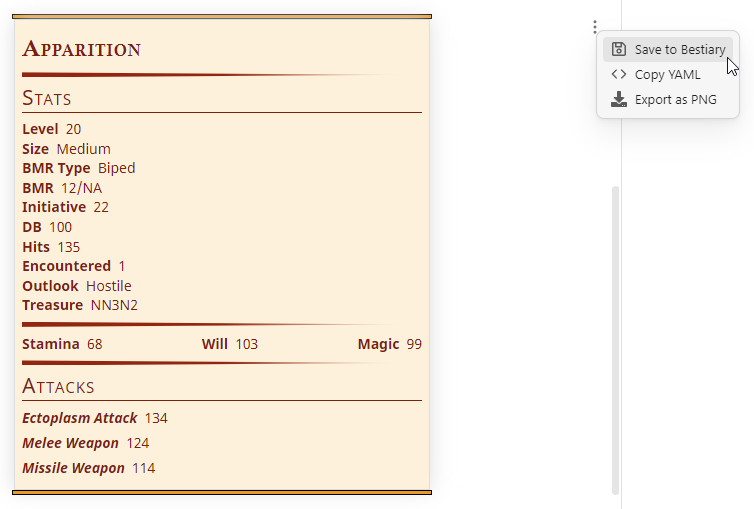 Apparition
Stats
Level 20
Size Medium
BMR Type Biped
BMR 12/NA
Initiative 22
DB 100
Hits 135
Encountered 1
Outlook Hostile
Treasure NN3N2
Stamina 68 Will 103 Magic 99
Attacks
Ectoplasm Attack 134
Melee Weapon 124
Missile Weapon 114
Save to Bestiary
Copy YAML
Export as PNG